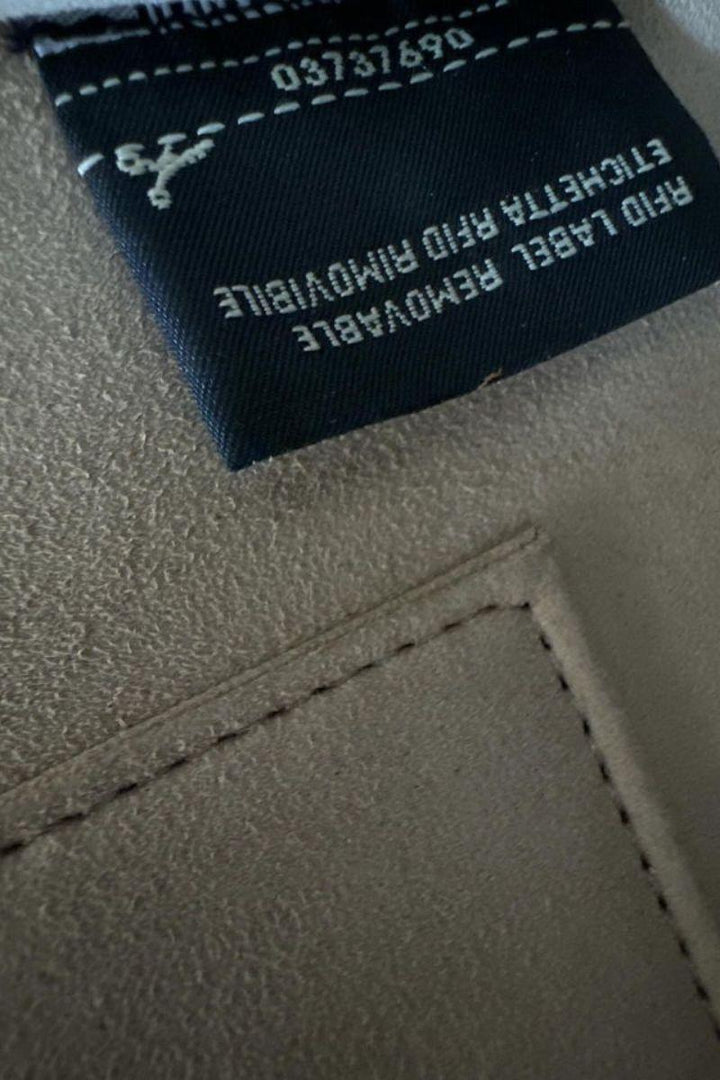 03737690
RFID LABEL REMOVABLE
ETICHETTA RFID RIMOVIBILE